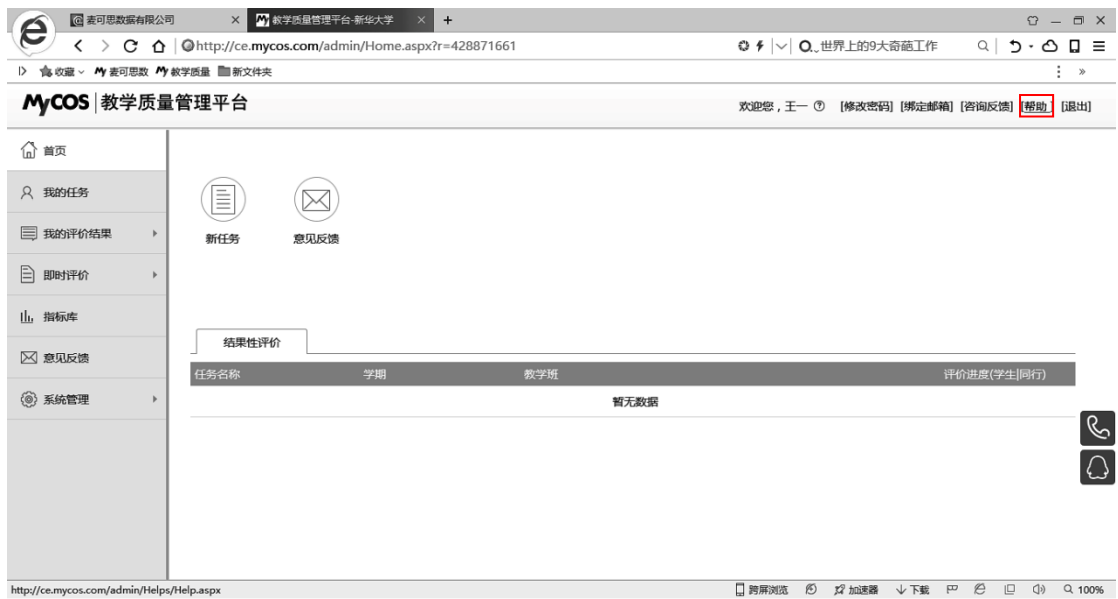 麦可思数据有限公司 教学质量管理平台-新华大学
http://ce.mycos.com/admin/Home.aspx?r=428871661 世界上的9大奇葩工作
收藏 麦可思数 教学质量 新文件夹
MyCOS 教学质量管理平台 欢迎您，王一 [修改密码] [绑定邮箱] [咨询反馈] [帮助] [退出]
首页
我的任务
我的评价结果
即时评价
指标库
意见反馈
系统管理
新任务 意见反馈
结果性评价
任务名称 学期 教学班 评价进度(学生|同行)
暂无数据
http://ce.mycos.com/admin/Helps/Help.aspx 跨屏浏览 加速器 下载 100%